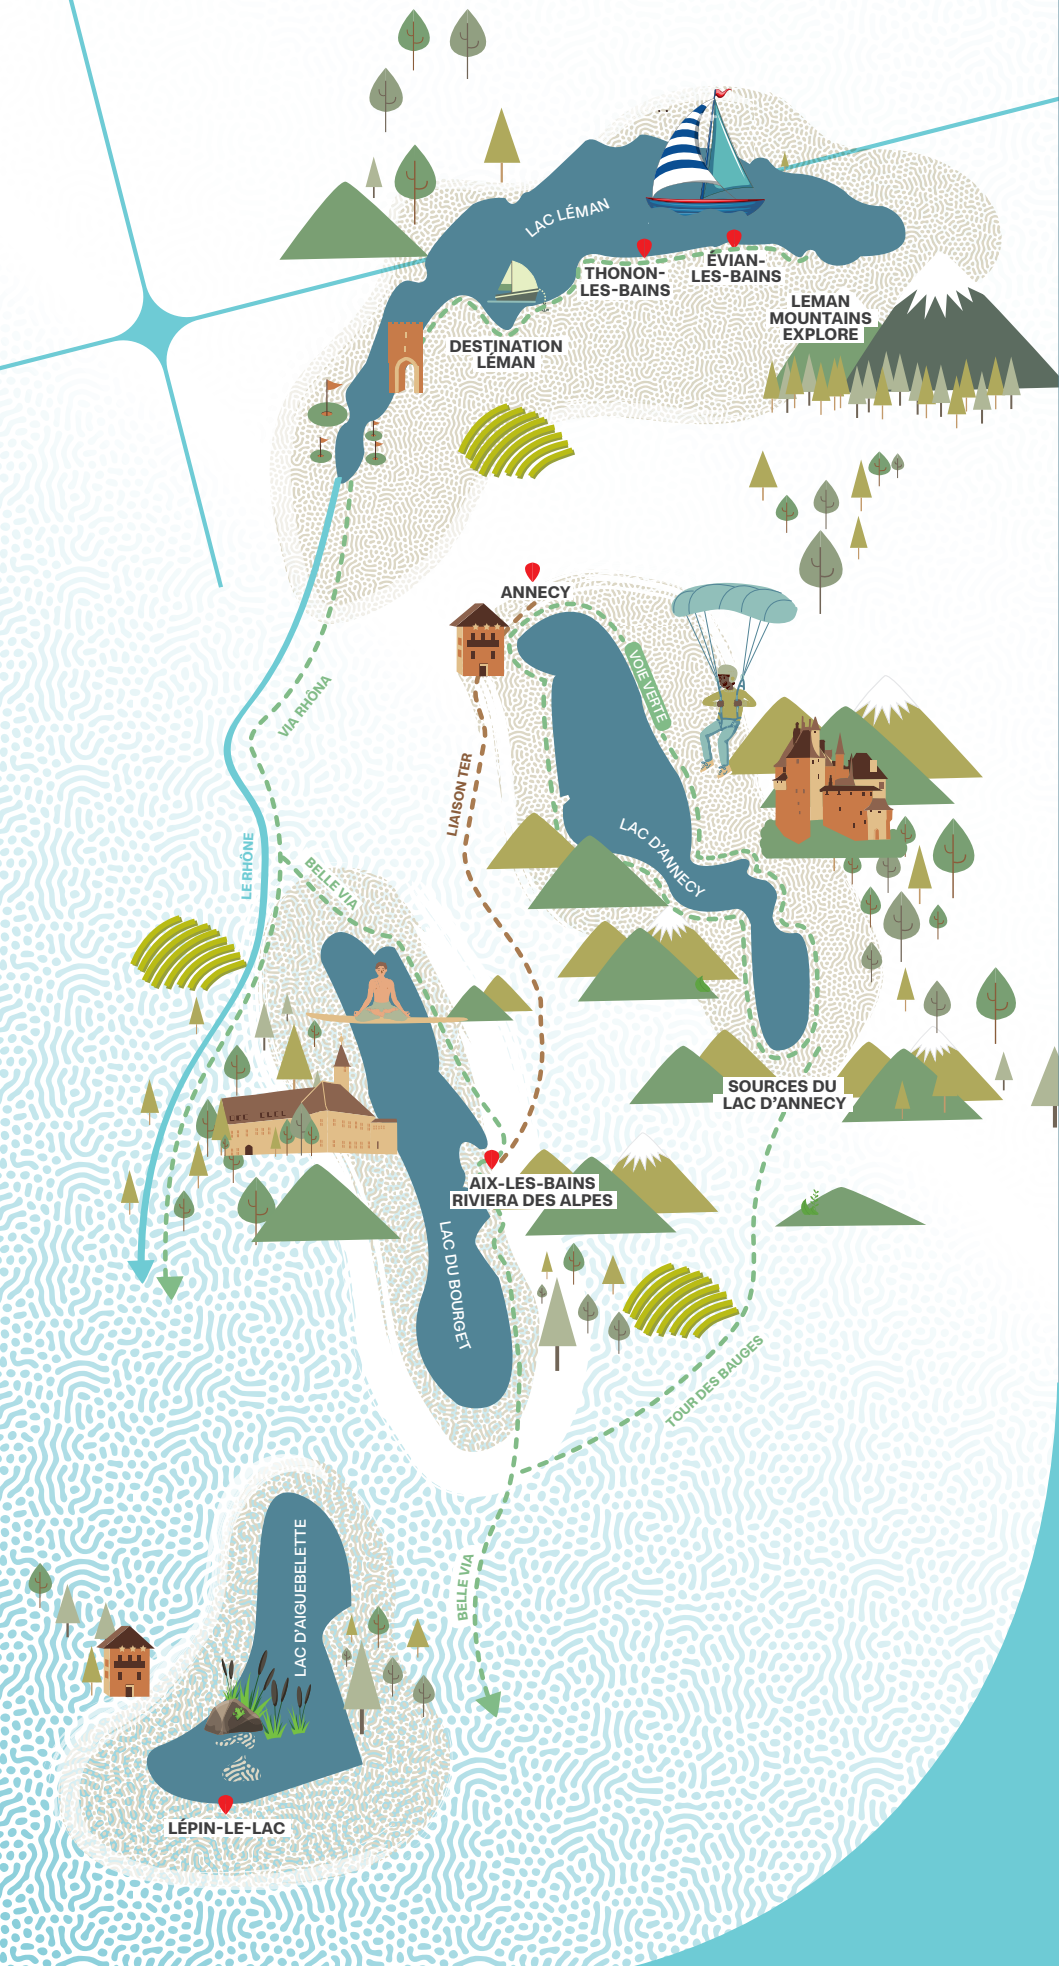 LAC LÉMAN
THONON-
LES-BAINS
ÉVIAN-
LES-BAINS
LEMAN
MOUNTAINS
EXPLORE
DESTINATION
LÉMAN
ANNECY
VOIE VERTE
VIA RHÔNA
LIAISON TER
LE RHÔNE
BELLE VIA
LAC D'ANNECY
SOURCES DU
LAC D'ANNECY
AIX-LES-BAINS
RIVIERA DES ALPES
LAC DU BOURGET
TOUR DES BAUGES
BELLE VIA
LAC D'AIGUEBELETTE
LÉPIN-LE-LAC